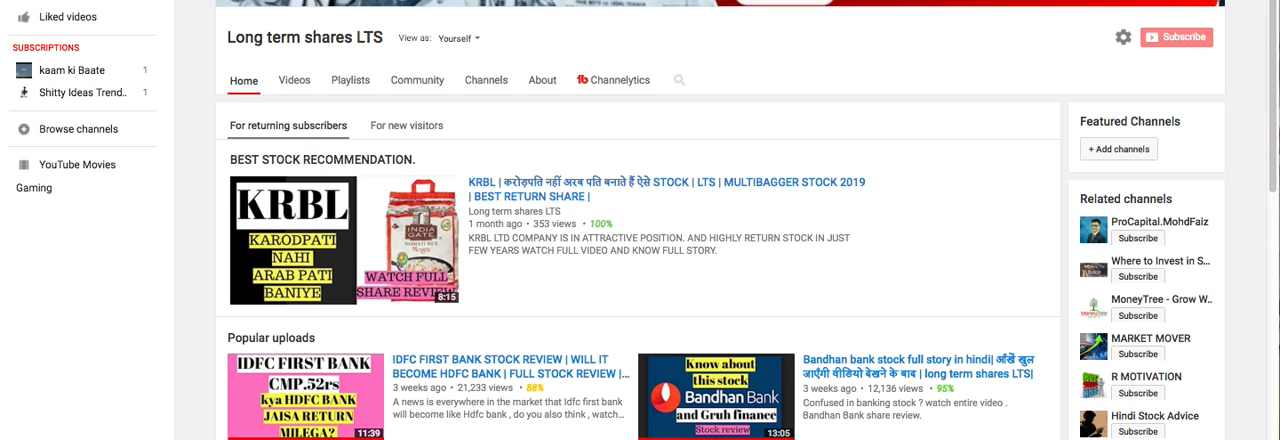 Liked videos
SUBSCRIPTIONS
kaam ki Baate 1
Shitty Ideas Trend.. 1
Browse channels
YouTube Movies
Gaming
Long term shares LTS View as: Yourself
Subscribe
Home Videos Playlists Community Channels About Channelytics
For returning subscribers For new visitors
BEST STOCK RECOMMENDATION.
KRBL
KARODPATI
NAHI
ARAB PATI
BANIYE
INDIA
GATE
BASMATI RICE
Mogra
WATCH FULL
SHARE REVIEW
8:15
KRBL | करोड़पति नहीं अरब पति बनाते हैं ऐसे STOCK | LTS | MULTIBAGGER STOCK 2019
| BEST RETURN SHARE |
Long term shares LTS
1 month ago • 353 views • 100%
KRBL LTD COMPANY IS IN ATTRACTIVE POSITION. AND HIGHLY RETURN STOCK IN JUST
FEW YEARS WATCH FULL VIDEO AND KNOW FULL STORY.
Popular uploads
IDFC FIRST BANK
CMP.52rs
kya HDFC BANK
JAISA RETURN
MILEGA?
11:39
IDFC FIRST BANK STOCK REVIEW | WILL IT
BECOME HDFC BANK | FULL STOCK REVIEW |...
3 weeks ago • 21,233 views • 88%
A news is everywhere in the market that Idfc first bank
will become like Hdfc bank , do you also think , watch...
Know about
this stock
Bandhan Bank
and Gruh finance
Stock review
13:05
Bandhan bank stock full story in hindi| आँखें खुल
जाएँगी वीडियो देखने के बाद | long term shares LTS|
3 weeks ago • 12,136 views • 95%
Confused in banking stock ? watch entire video .
Bandhan Bank share review.
Featured Channels
+ Add channels
Related channels
ProCapital.MohdFaiz
Subscribe
Where to Invest in S...
Subscribe
MoneyTree - Grow W..
Subscribe
MARKET MOVER
Subscribe
R MOTIVATION
Subscribe
Hindi Stock Advice
Subscribe